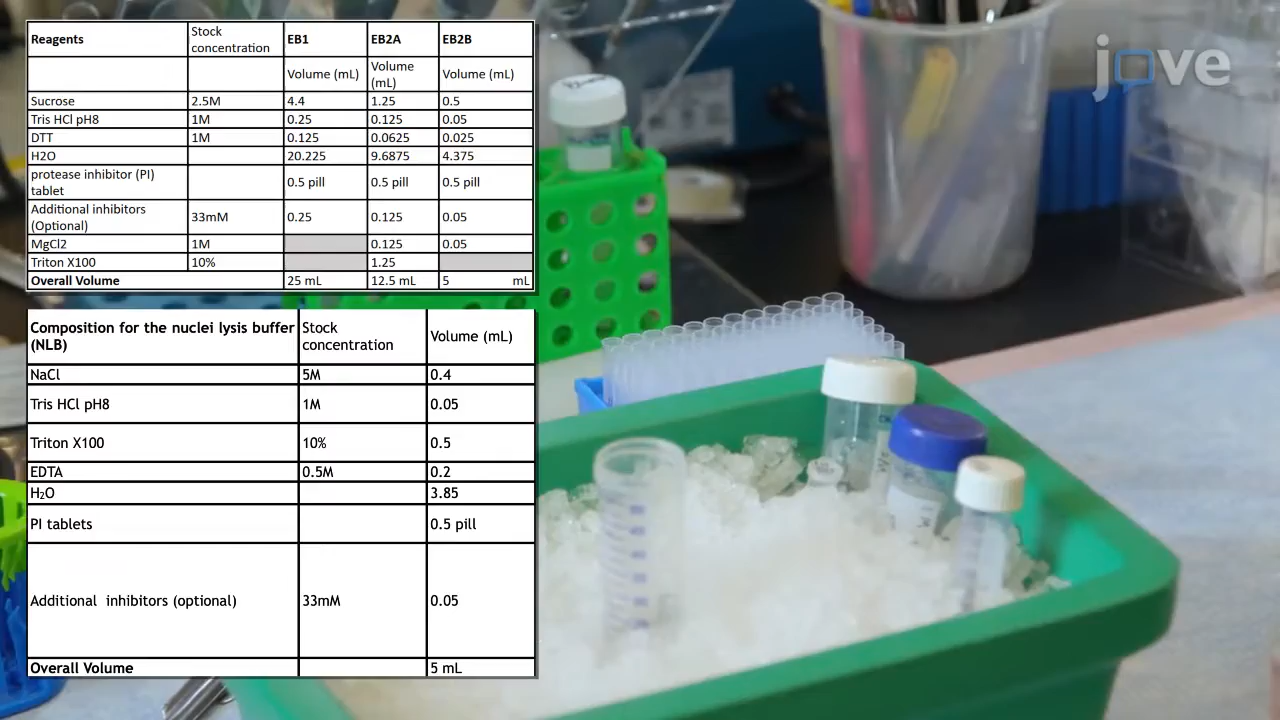 Reagents Stock concentration EB1 EB2A EB2B
Volume (mL) Volume (mL) Volume (mL)
Sucrose 2.5M 4.4 1.25 0.5
Tris HCl pH8 1M 0.25 0.125 0.05
DTT 1M 0.125 0.0625 0.025
H2O 20.225 9.6875 4.375
protease inhibitor (PI) tablet 0.5 pill 0.5 pill 0.5 pill
Additional inhibitors (Optional) 33mM 0.25 0.125 0.05
MgCl2 1M 0.125 0.05
Triton X100 10% 1.25
Overall Volume 25 mL 12.5 mL 5 mL
Composition for the nuclei lysis buffer (NLB) Stock concentration Volume (mL)
NaCl 5M 0.4
Tris HCl pH8 1M 0.05
Triton X100 10% 0.5
EDTA 0.5M 0.2
H₂O 3.85
PI tablets 0.5 pill
Additional inhibitors (optional) 33mM 0.05
Overall Volume 5 mL
jove